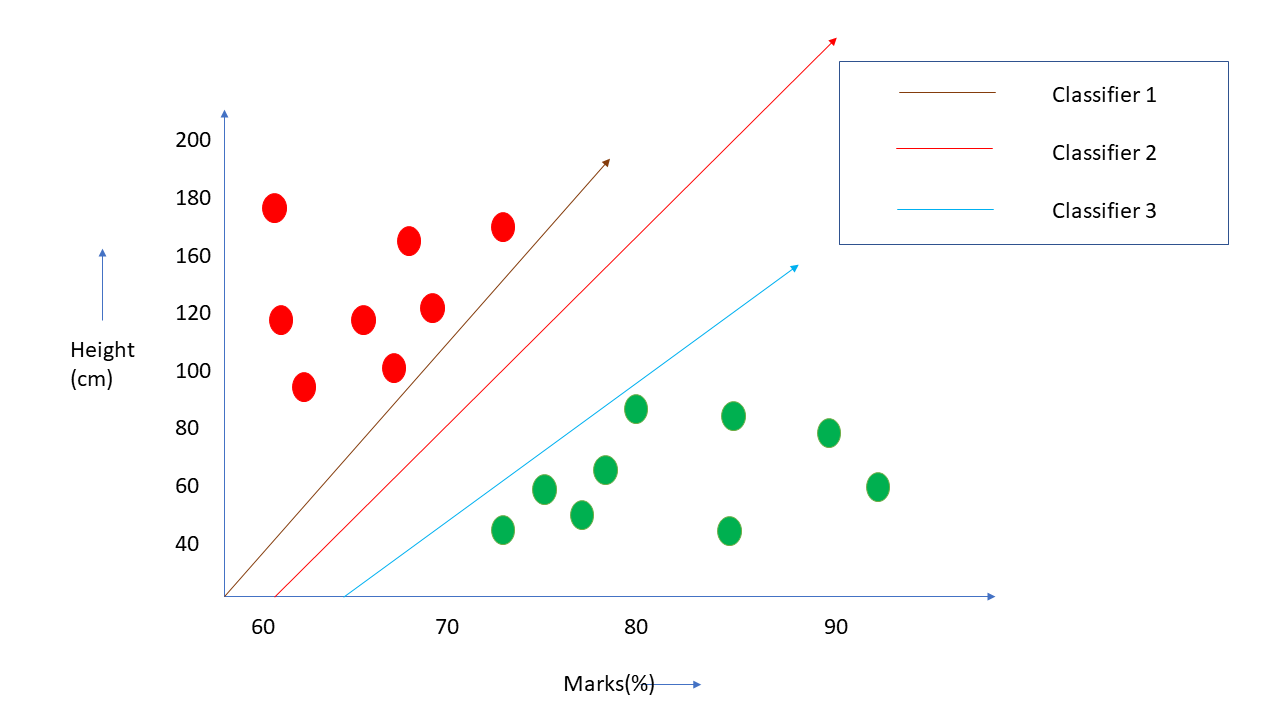 Classifier 1
Classifier 2
Classifier 3
200
180
160
120
100
80
60
40
Height
(cm)
60 70 80 90
Marks(%)